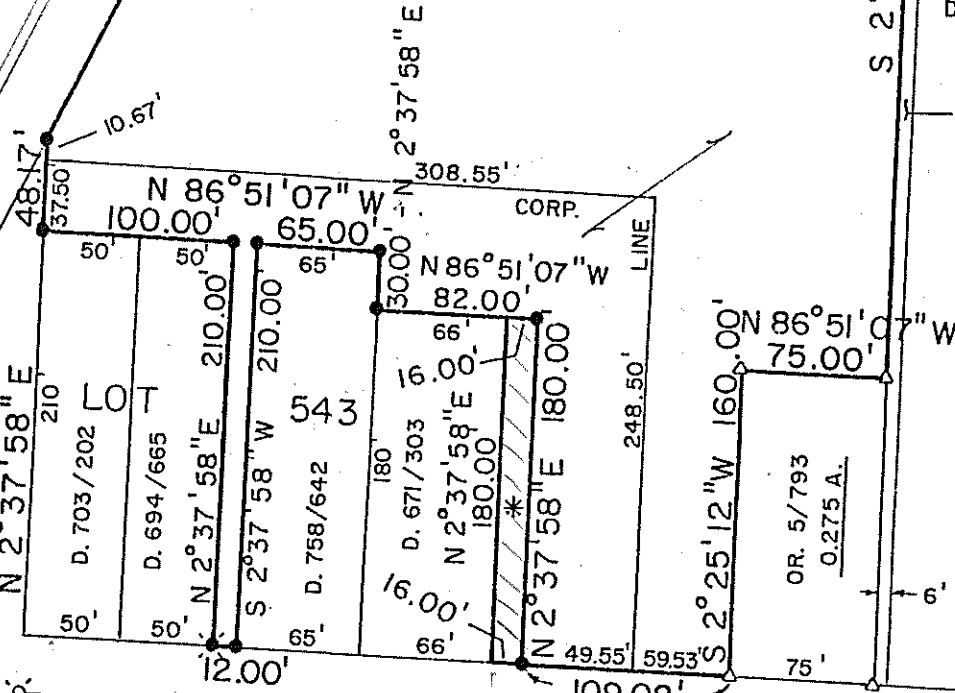 S 2°
N 2°37'58" E
10.67'
48.17'
37.50
308.55'
CORP.
LINE
N 86°51'07" W
100.00'
65.00'
50'
50'
65'
30.00'
N 86°51'07" W
82.00'
66'
16.00'
N 86°51'07" W
75.00'
210.00'
210.00'
180.00'
248.50'
160.00'
N 2°37'58" E
210'
LOT
543
D. 703/202
D. 694/665
N 2°37'58" E
S 2°37'58" W
D. 758/642
180'
D. 671/303
N 2°37'58" E
180.00'
*
N 2°37'58" E
S 2°25'12" W
OR. 5/793
0.275 A.
6'
16.00'
50'
50'
65'
66'
49.55'
59.53'
75'
12.00'
109.08'